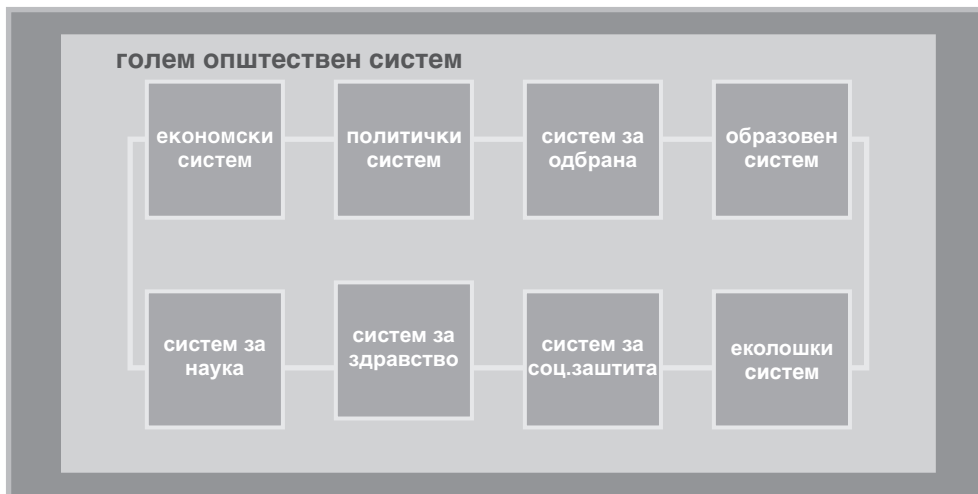 голем општествен систем
економски
систем
политички
систем
систем за
одбрана
образовен
систем
систем за
наука
систем за
здравство
систем за
соц.заштита
еколошки
систем